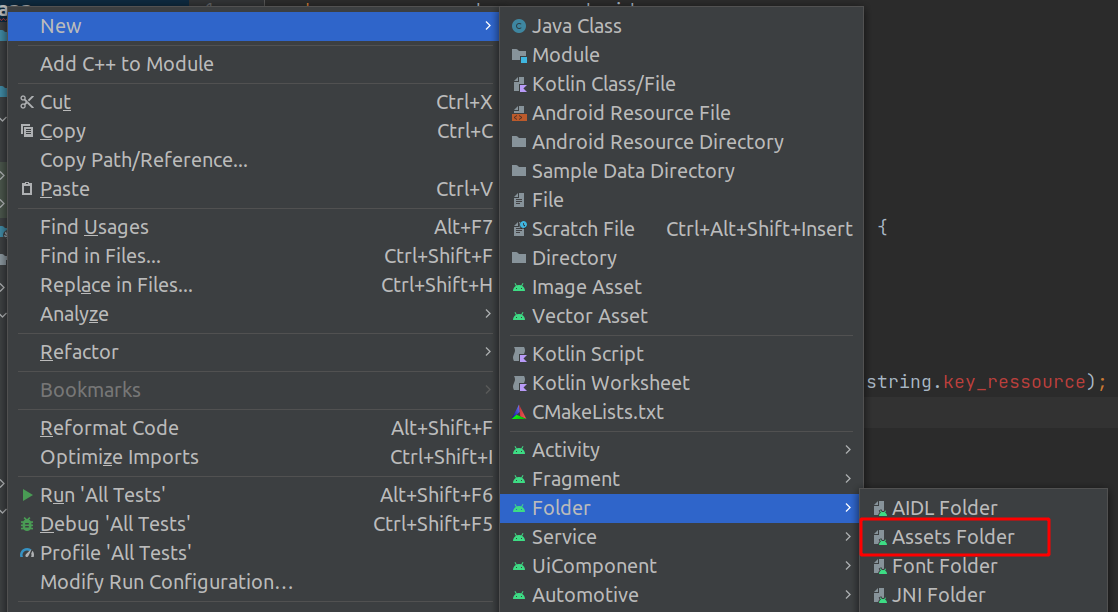 New
Add C++ to Module
Cut Ctrl+X
Copy Ctrl+C
Copy Path/Reference...
Paste Ctrl+V
Find Usages Alt+F7
Find in Files... Ctrl+Shift+F
Replace in Files... Ctrl+Shift+H
Analyze
Refactor
Bookmarks
Reformat Code Alt+Shift+F
Optimize Imports Ctrl+Shift+I
Run 'All Tests' Alt+Shift+F6
Debug 'All Tests' Ctrl+Shift+F5
Profile 'All Tests'
Modify Run Configuration...
Java Class
Module
Kotlin Class/File
Android Resource File
Android Resource Directory
Sample Data Directory
File
Scratch File Ctrl+Alt+Shift+Insert
Directory
Image Asset
Vector Asset
Kotlin Script
Kotlin Worksheet
CMakeLists.txt
Activity
Fragment
Folder
Service
UiComponent
Automotive
AIDL Folder
Assets Folder
Font Folder
JNI Folder
{
string.key_ressource);